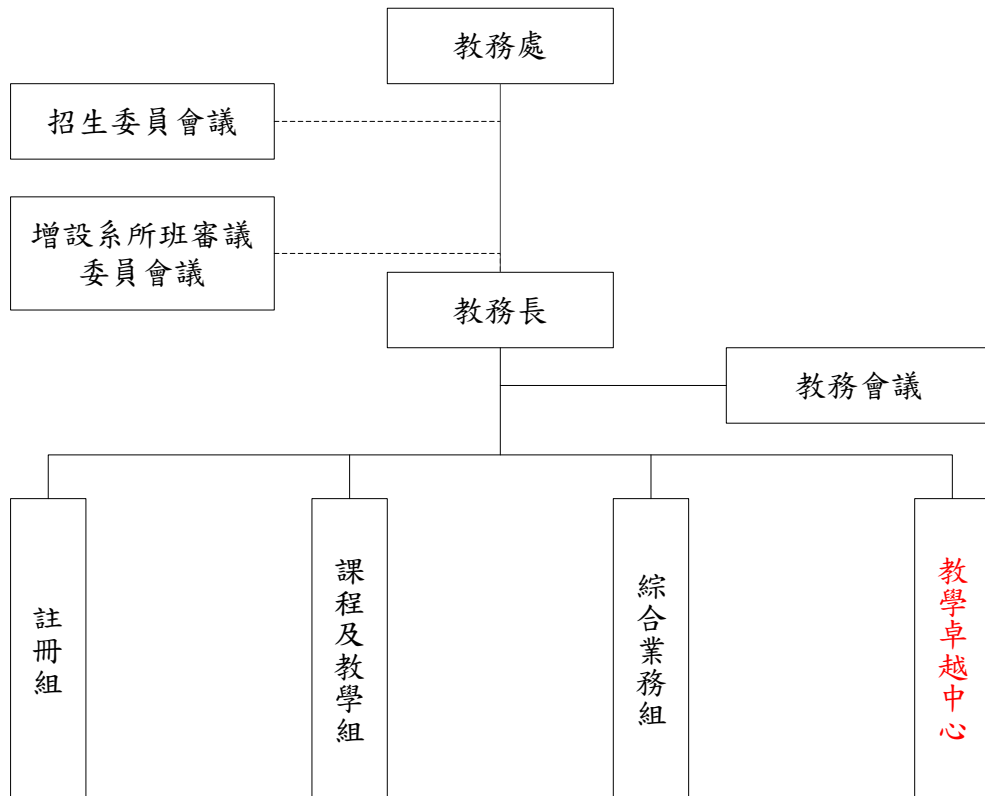 教務處
招生委員會議
增設系所班審議
委員會議
教務長
教務會議
註冊組
課程及教學組
綜合業務組
教學卓越中心